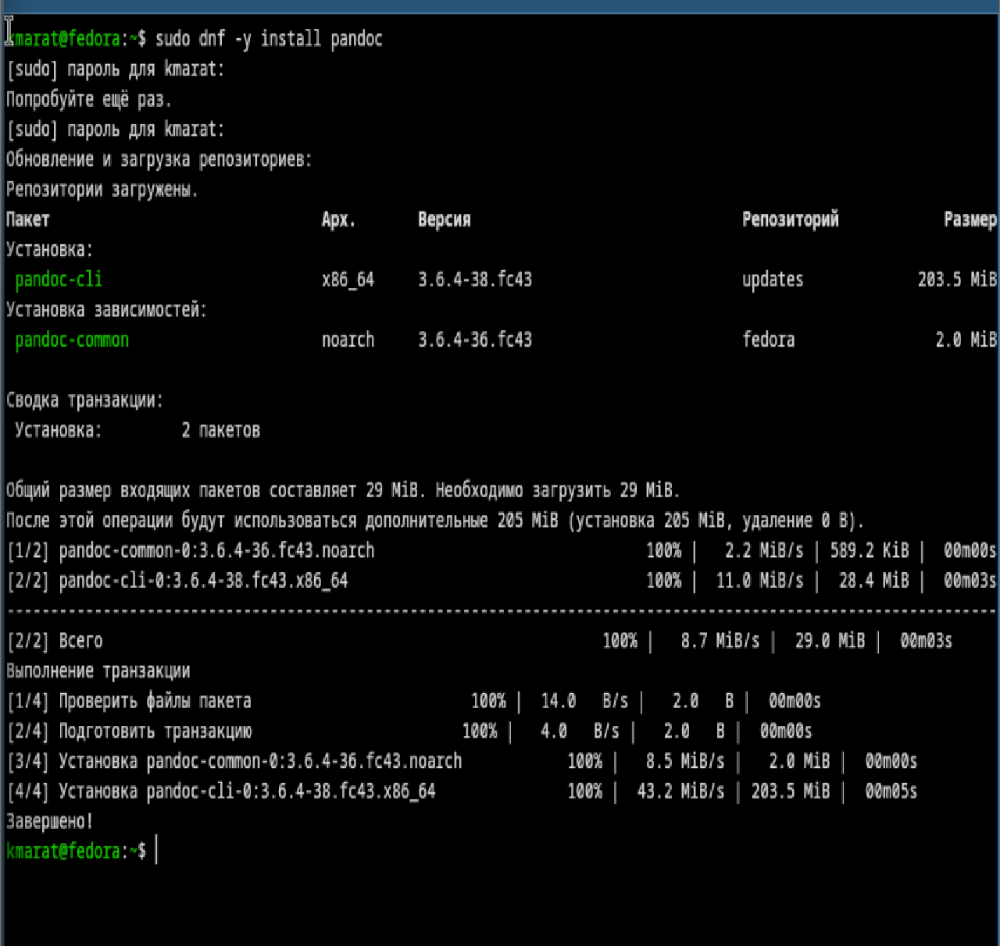 kmarat@fedora:~$ sudo dnf -y install pandoc
[sudo] пароль для kmarat:
Попробуйте ещё раз.
[sudo] пароль для kmarat:
Обновление и загрузка репозиториев:
Репозитории загружены.
Пакет Арх. Версия Репозиторий Размер
Установка:
pandoc-cli x86_64 3.6.4-38.fc43 updates 203.5 MiB
Установка зависимостей:
pandoc-common noarch 3.6.4-36.fc43 fedora 2.0 MiB
Сводка транзакции:
Установка: 2 пакетов
Общий размер входящих пакетов составляет 29 MiB. Необходимо загрузить 29 MiB.
После этой операции будут использоваться дополнительные 205 MiB (установка 205 MiB, удаление 0 B).
[1/2] pandoc-common-0:3.6.4-36.fc43.noarch 100% | 2.2 MiB/s | 589.2 KiB | 00m00s
[2/2] pandoc-cli-0:3.6.4-38.fc43.x86_64 100% | 11.0 MiB/s | 28.4 MiB | 00m03s
--------------------------------------------------------------------------------
[2/2] Всего 100% | 8.7 MiB/s | 29.0 MiB | 00m03s
Выполнение транзакции
[1/4] Проверить файлы пакета 100% | 14.0 B/s | 2.0 B | 00m00s
[2/4] Подготовить транзакцию 100% | 4.0 B/s | 2.0 B | 00m00s
[3/4] Установка pandoc-common-0:3.6.4-36.fc43.noarch 100% | 8.5 MiB/s | 2.0 MiB | 00m00s
[4/4] Установка pandoc-cli-0:3.6.4-38.fc43.x86_64 100% | 43.2 MiB/s | 203.5 MiB | 00m05s
Завершено!
kmarat@fedora:~$